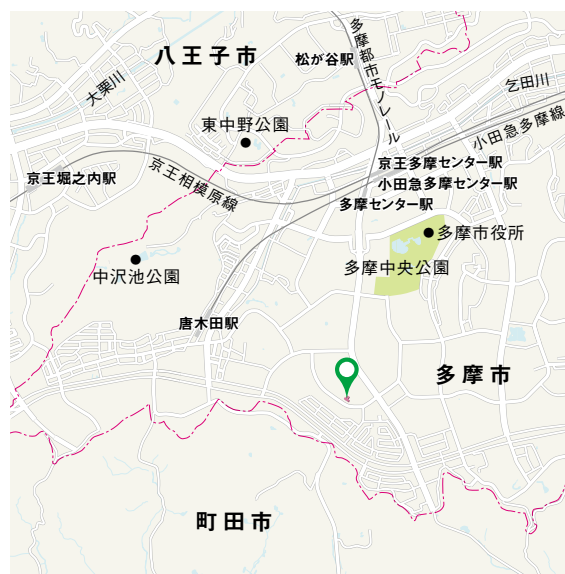 八王子市
松が谷駅
多摩都市モノレール
大栗川
乞田川
東中野公園
小田急多摩線
京王堀之内駅
京王相模原線
京王多摩センター駅
小田急多摩センター駅
多摩センター駅
多摩市役所
中沢池公園
多摩中央公園
唐木田駅
多摩市
町田市